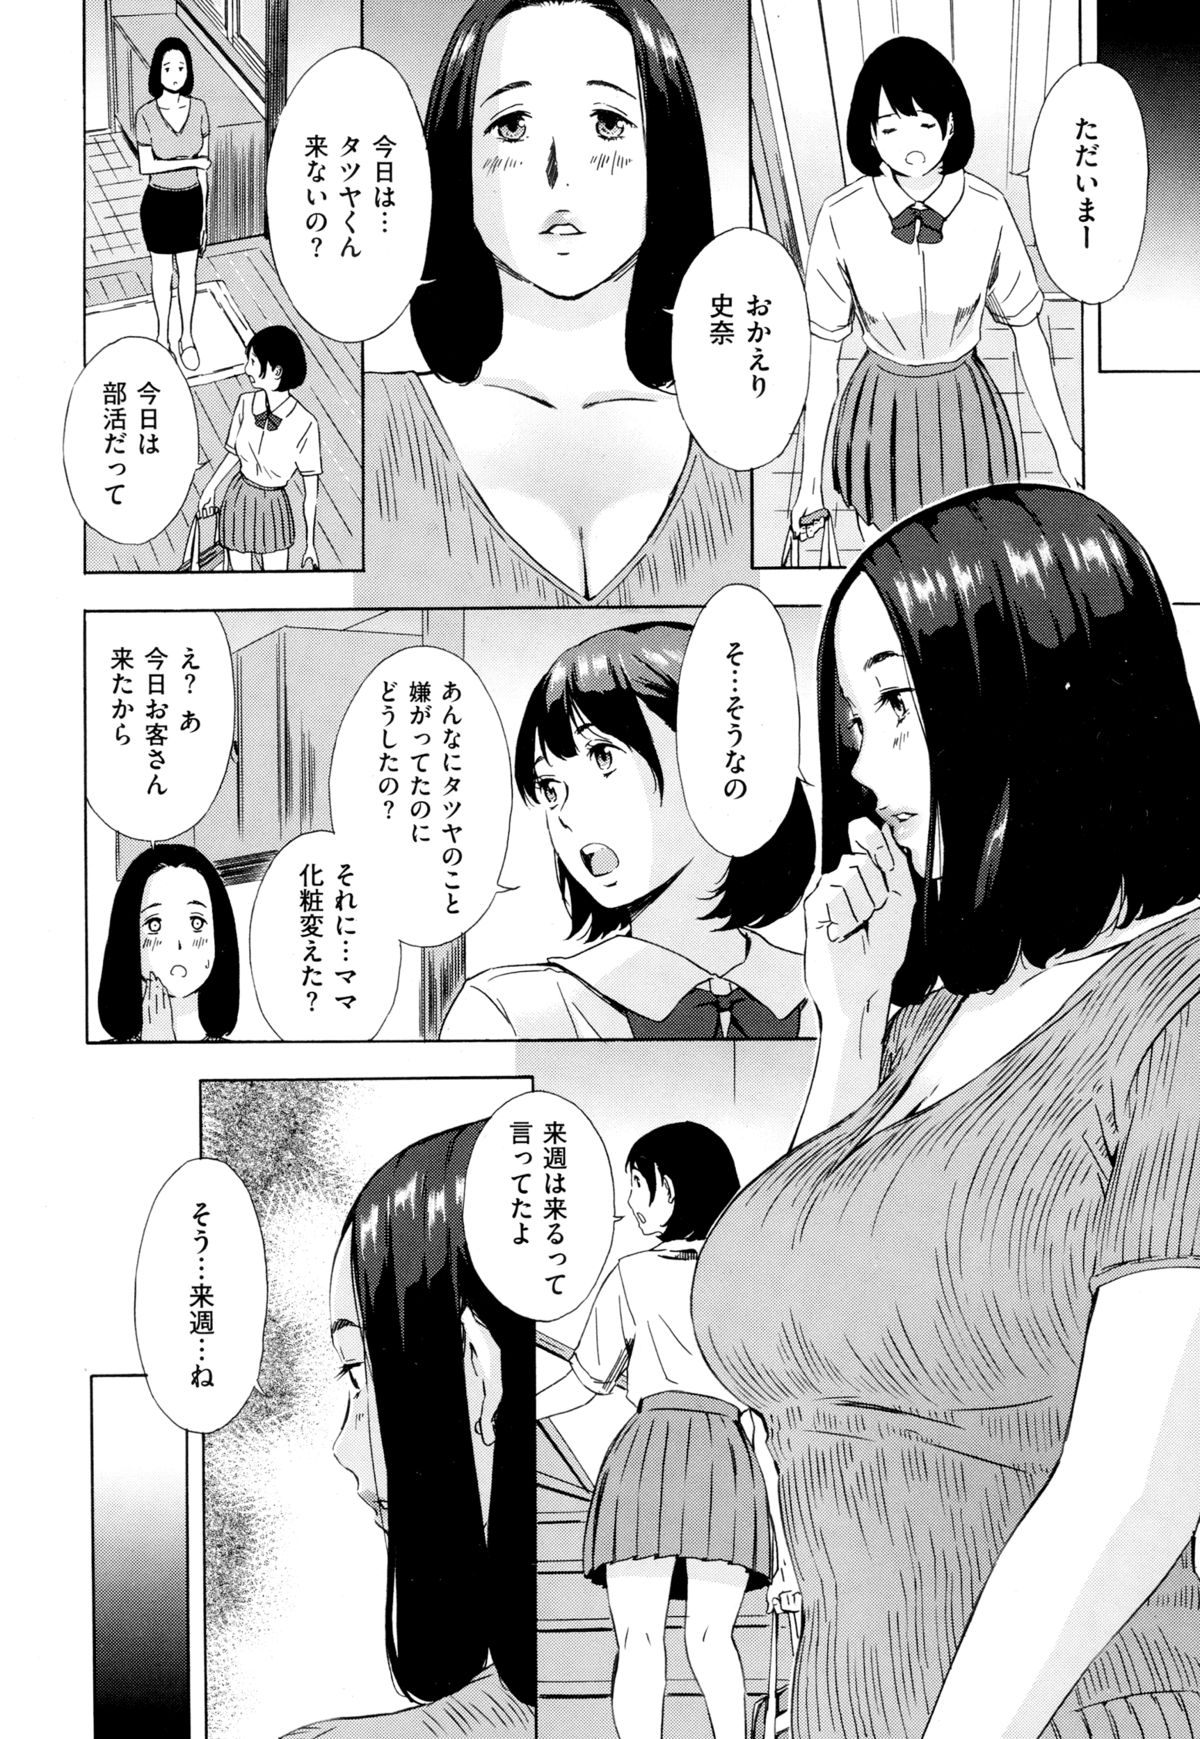 ただいまー
おかえり
史奈
今日は…
タツヤくん
来ないの？
今日は
部活だって
そ…そうなの
あんなにタツヤのこと
嫌がってたのに
どうしたの？
それに…ママ
化粧変えた？
え？あ
今日お客さん
来たから
来週は来るって
言ってたよ
そう…来週…ね